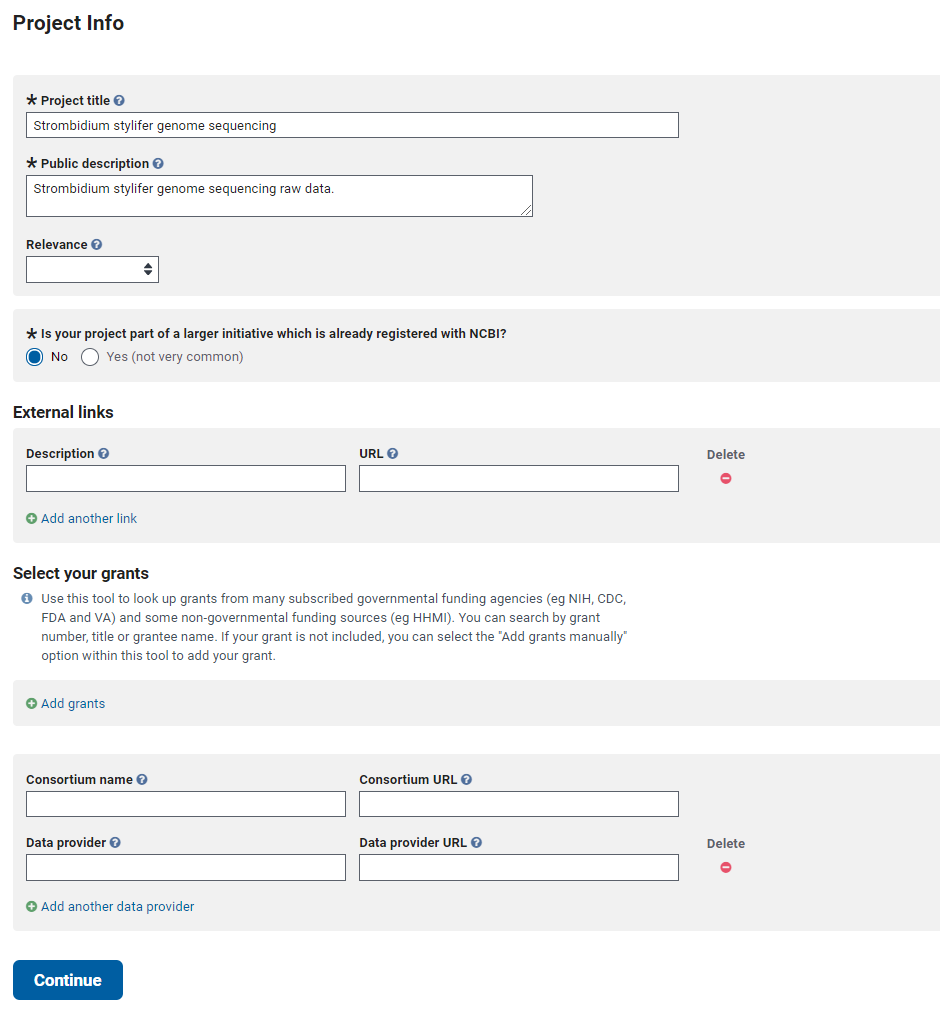 Project Info
* Project title ?
Strombidium stylifer genome sequencing
* Public description ?
Strombidium stylifer genome sequencing raw data.
Relevance ?
* Is your project part of a larger initiative which is already registered with NCBI?
No Yes (not very common)
External links
Description ? URL ? Delete
Add another link
Select your grants
Use this tool to look up grants from many subscribed governmental funding agencies (eg NIH, CDC,
FDA and VA) and some non-governmental funding sources (eg HHMI). You can search by grant
number, title or grantee name. If your grant is not included, you can select the "Add grants manually"
option within this tool to add your grant.
Add grants
Consortium name ? Consortium URL ?
Data provider ? Data provider URL ? Delete
Add another data provider
Continue